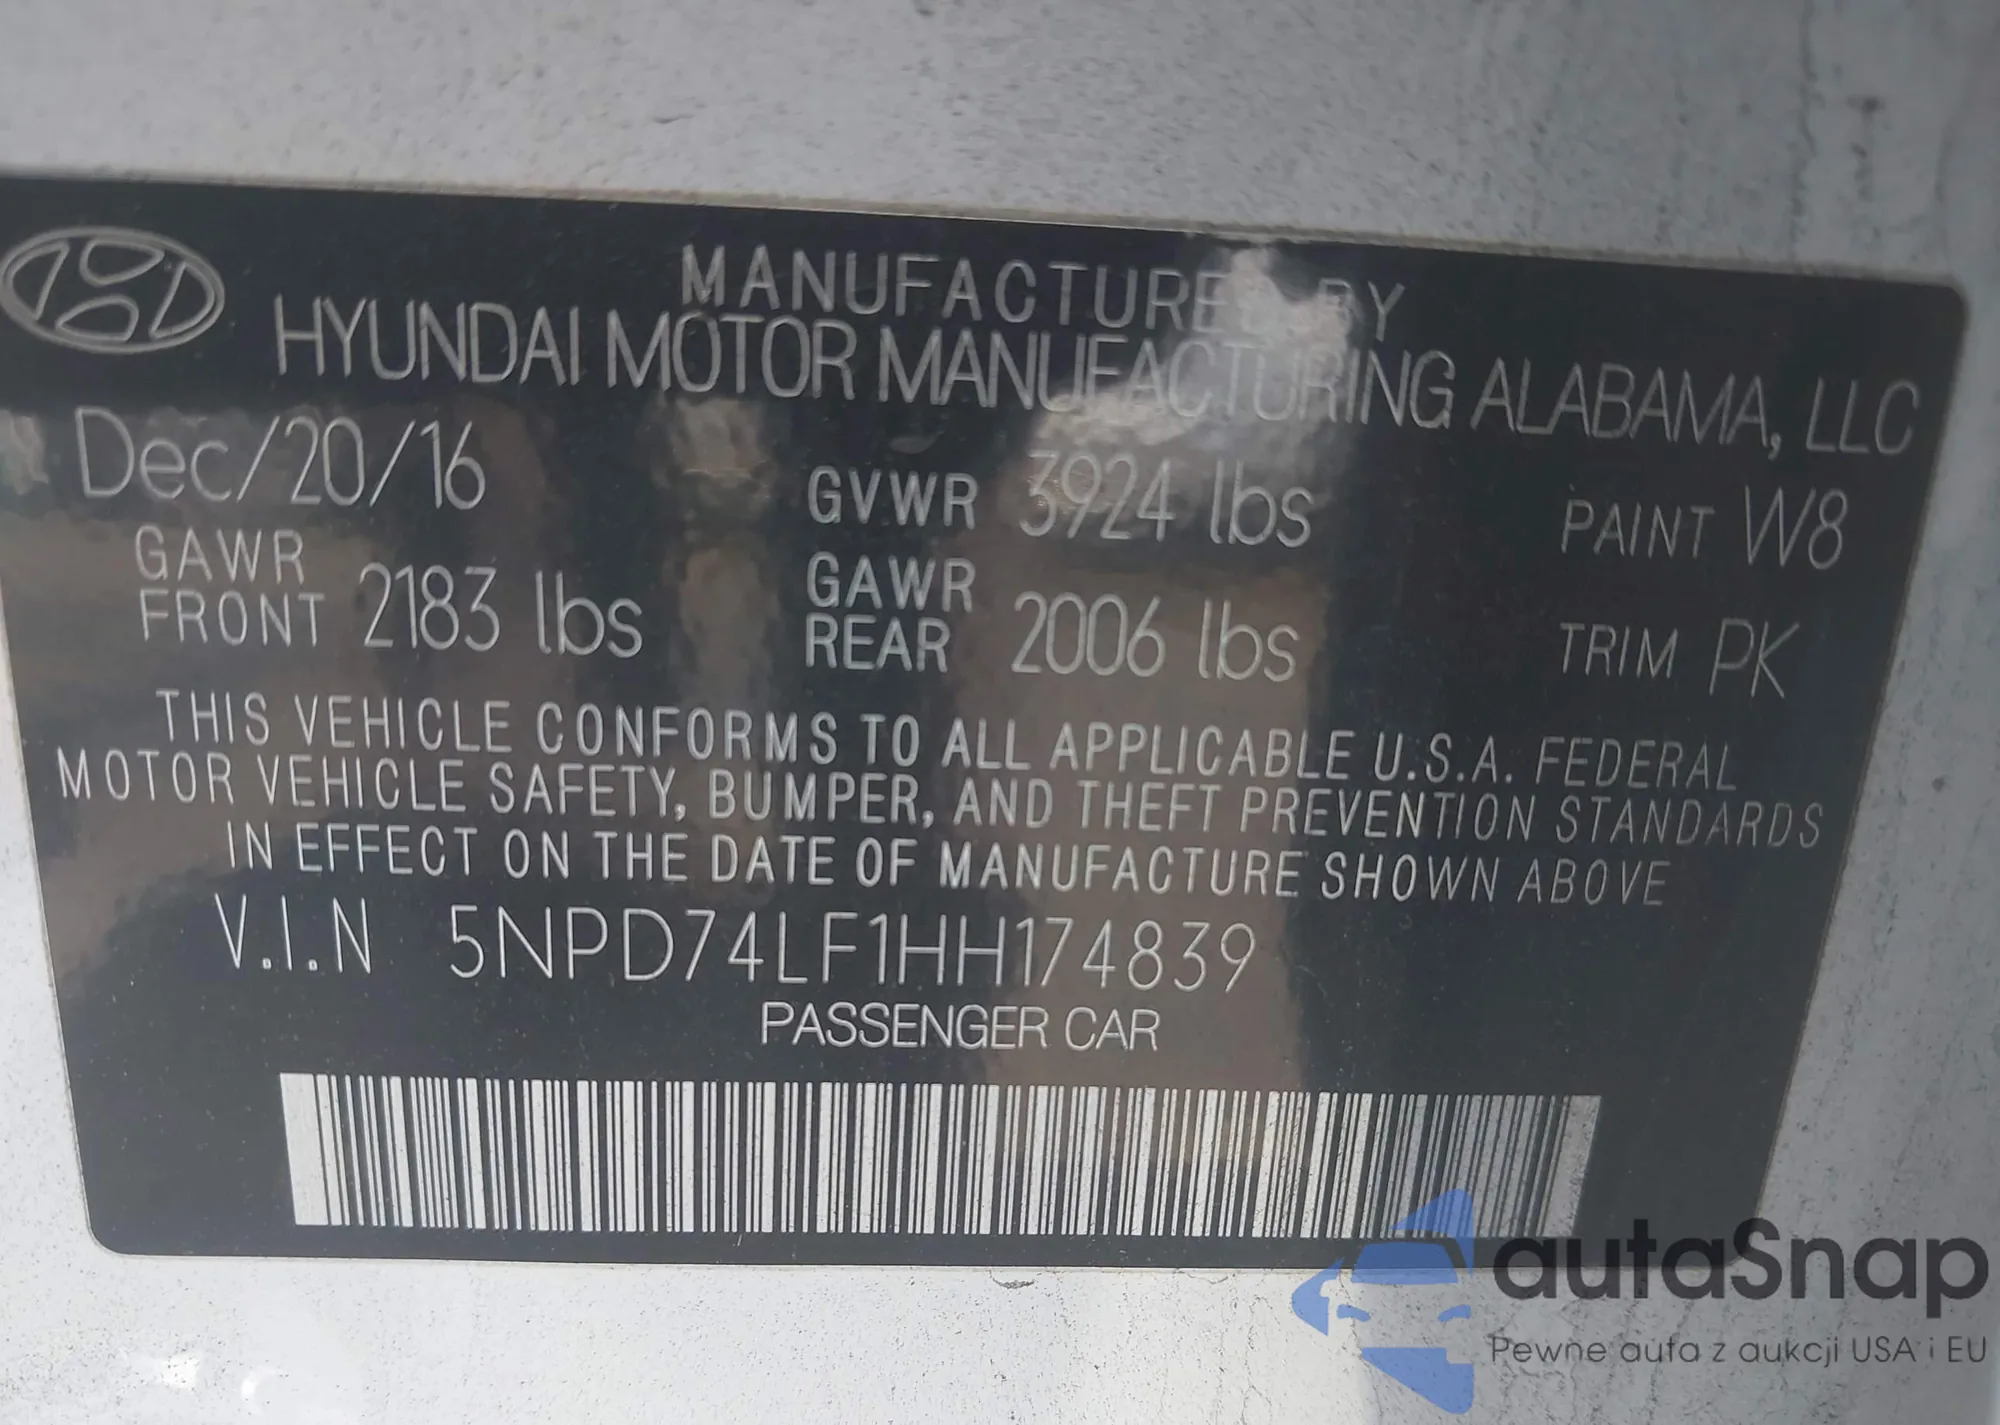 MANUFACTURED BY
HYUNDAI MOTOR MANUFACTURING ALABAMA, LLC
Dec/20/16 GVWR 3924 lbs PAINT W8
GAWR FRONT 2183 lbs GAWR REAR 2006 lbs TRIM PK
THIS VEHICLE CONFORMS TO ALL APPLICABLE U.S.A. FEDERAL
MOTOR VEHICLE SAFETY, BUMPER, AND THEFT PREVENTION STANDARDS
IN EFFECT ON THE DATE OF MANUFACTURE SHOWN ABOVE
V.I.N 5NPD74LF1HH174839
PASSENGER CAR
autaSnap
Pewne auta z aukcji USA i EU